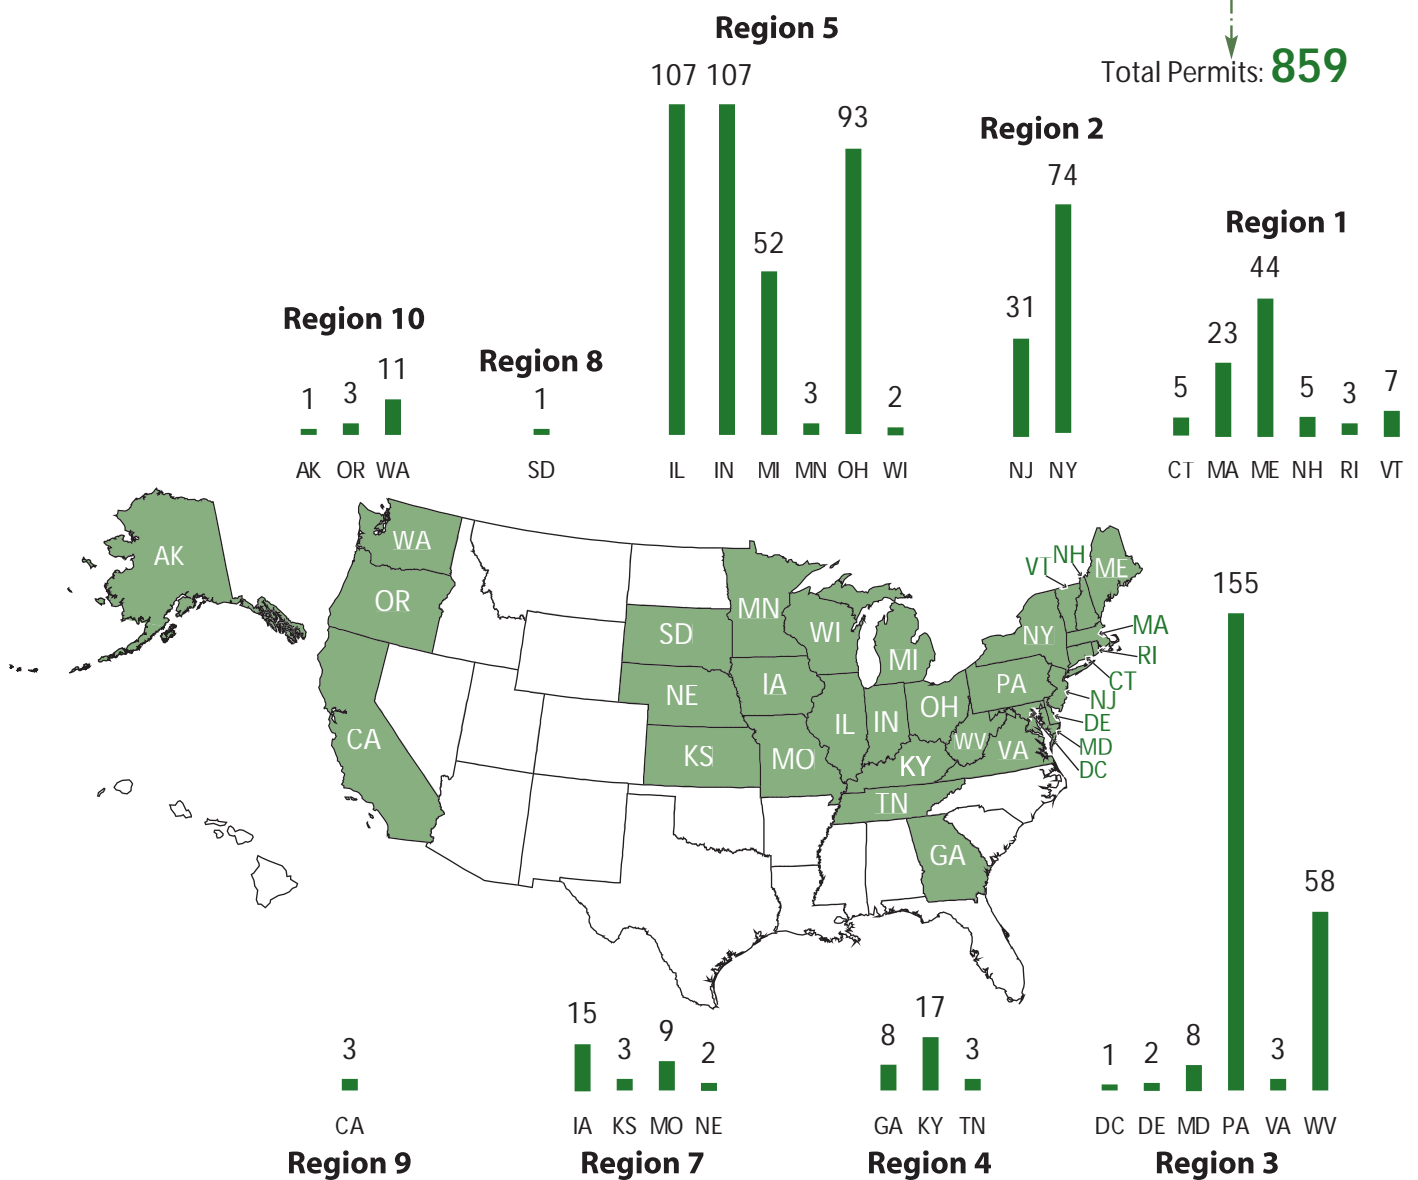 Region 5
107 107
52
3
93
2
IL IN MI MN OH WI
Total Permits: 859
Region 2
31
74
NJ NY
Region 1
5
23
44
5
3
7
CT MA ME NH RI VT
Region 10
1
3
11
AK OR WA
Region 8
1
SD
AK
WA
OR
CA
SD
NE
KS
MN
IA
MO
WI
IL
IN
MI
OH
KY
TN
GA
WV
VA
PA
NY
VT
NH
ME
MA
RI
CT
NJ
DE
MD
DC
3
CA
Region 9
15
3
9
2
IA KS MO NE
Region 7
8
17
3
GA KY TN
Region 4
1
2
8
155
3
58
DC DE MD PA VA WV
Region 3